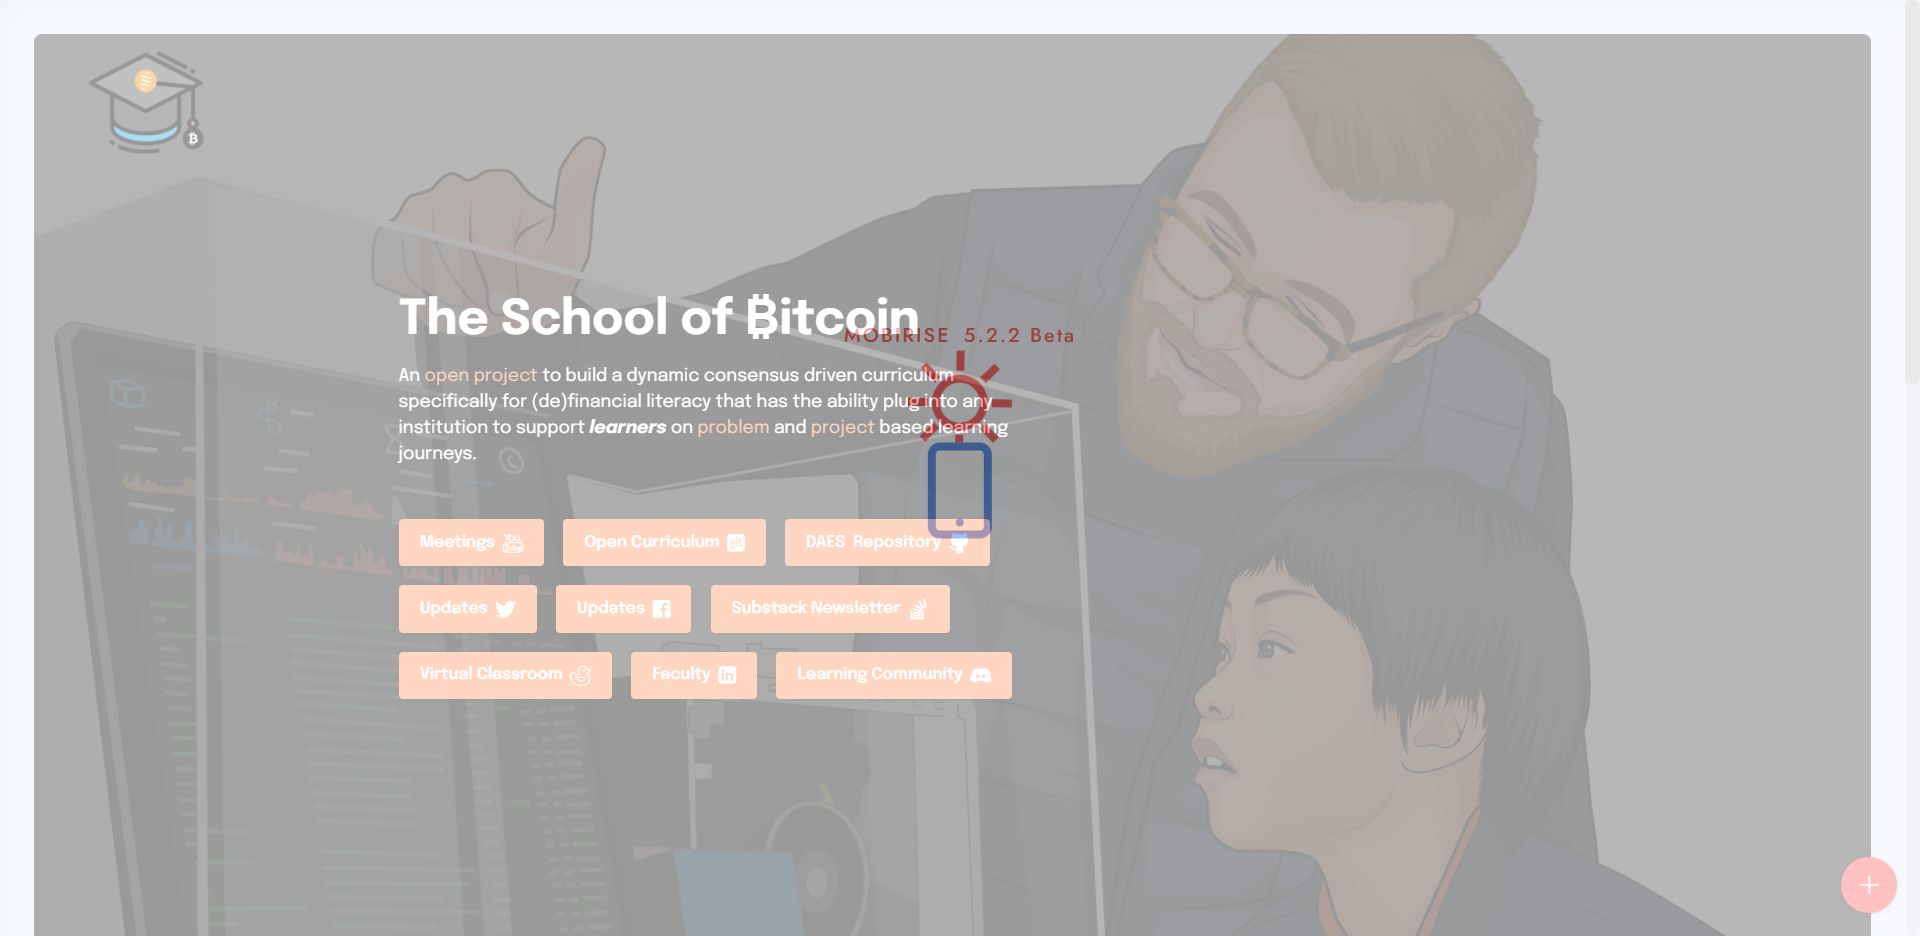 The School of ₿itcoin
MOBIRISE 5.2.2 Beta
An open project to build a dynamic consensus driven curriculum
specifically for (de)financial literacy that has the ability plug into any
institution to support learners on problem and project based learning
journeys.
Meetings
Open Curriculum
DAES Repository
Updates
Updates
Substack Newsletter
Virtual Classroom
Faculty
Learning Community